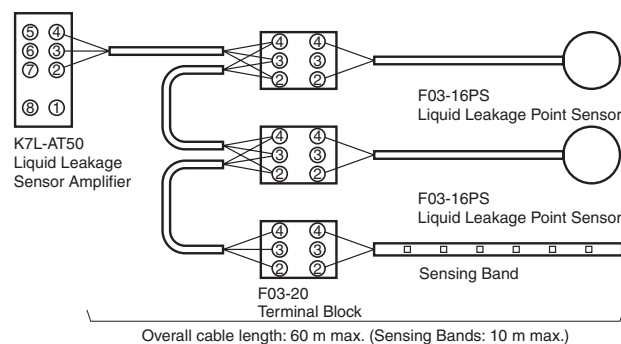 ⑤ ④
⑥ ③
⑦ ②
⑧ ①
K7L-AT50
Liquid Leakage
Sensor Amplifier
④ ④
③ ③
② ②
F03-16PS
Liquid Leakage Point Sensor
④ ④
③ ③
② ②
F03-16PS
Liquid Leakage Point Sensor
④ ④
③ ③
② ②
Sensing Band
F03-20
Terminal Block
Overall cable length: 60 m max. (Sensing Bands: 10 m max.)